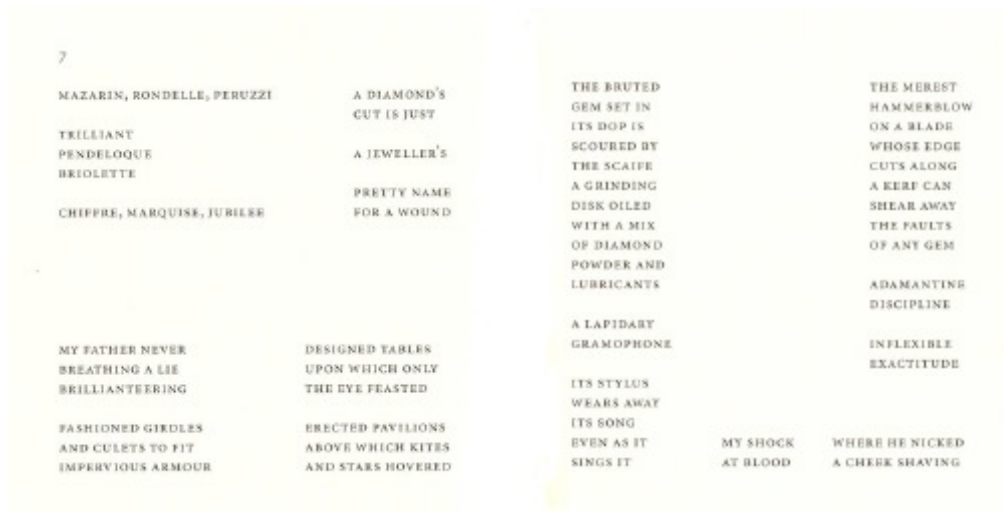 7
MAZARIN, RONDELLE, PERUZZI
TRILLIANT
PENDELOQUE
BRIOLETTE
CHIFFRE, MARQUISE, JUBILEE
A DIAMOND'S
CUT IS JUST
A JEWELLER'S
PRETTY NAME
FOR A WOUND
MY FATHER NEVER
BREATHING A LIE
BRILLIANTEERING
FASHIONED GIRDLES
AND CULETS TO FIT
IMPERVIOUS ARMOUR
DESIGNED TABLES
UPON WHICH ONLY
THE EYE FEASTED
ERECTED PAVILIONS
ABOVE WHICH KITES
AND STARS HOVERED
THE BRUTED
GEM SET IN
ITS DOP IS
SCOURED BY
THE SCAIFE
A GRINDING
DISK OILED
WITH A MIX
OF DIAMOND
POWDER AND
LUBRICANTS
A LAPIDARY
GRAMOPHONE
ITS STYLUS
WEARS AWAY
ITS SONG
EVEN AS IT
SINGS IT
THE MEREST
HAMMERBLOW
ON A BLADE
WHOSE EDGE
CUTS ALONG
A KERF CAN
SHEAR AWAY
THE FAULTS
OF ANY GEM
ADAMANTINE
DISCIPLINE
INFLEXIBLE
EXACTITUDE
MY SHOCK
AT BLOOD
WHERE HE NICKED
A CHEEK SHAVING